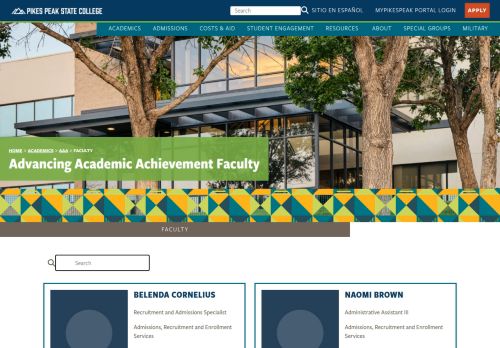 PIKES PEAK STATE COLLEGE
Search
SITIO EN ESPAÑOL
MYPIKESPEAK PORTAL LOGIN
APPLY
ACADEMICS
ADMISSIONS
COSTS & AID
STUDENT ENGAGEMENT
RESOURCES
ABOUT
SPECIAL GROUPS
MILITARY
HOME > ACADEMICS > AAA > FACULTY
Advancing Academic Achievement Faculty
FACULTY
Search
BELENDA CORNELIUS
Recruitment and Admissions Specialist
Admissions, Recruitment and Enrollment
Services
NAOMI BROWN
Administrative Assistant III
Admissions, Recruitment and Enrollment
Services